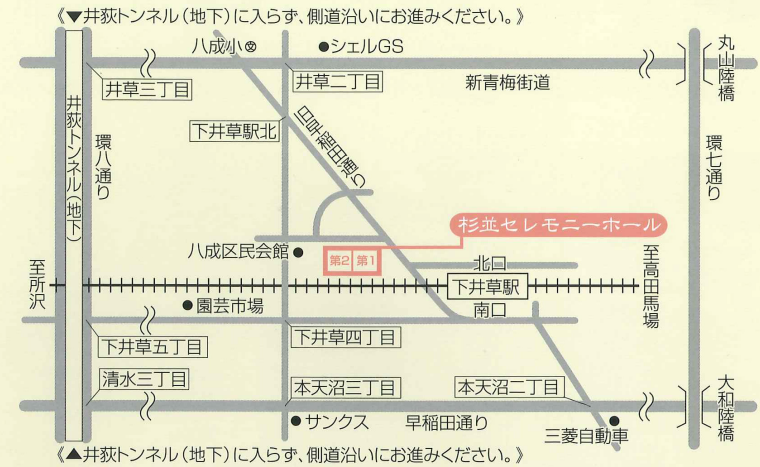 《▼井荻トンネル(地下)に入らず、側道沿いにお進みください。》
八成小
●シェルGS
丸山陸橋
井草三丁目
井草二丁目
新青梅街道
井荻トンネル(地下)
環八通り
下井草駅北
旧早稲田通り
環七通り
杉並セレモニーホール
八成区民会館●
第2 第1
北口
至所沢
下井草駅
至高田馬場
●園芸市場
南口
下井草五丁目
下井草四丁目
清水三丁目
本天沼三丁目
本天沼二丁目
大和陸橋
●サンクス
早稲田通り
三菱自動車
《▲井荻トンネル(地下)に入らず、側道沿いにお進みください。》